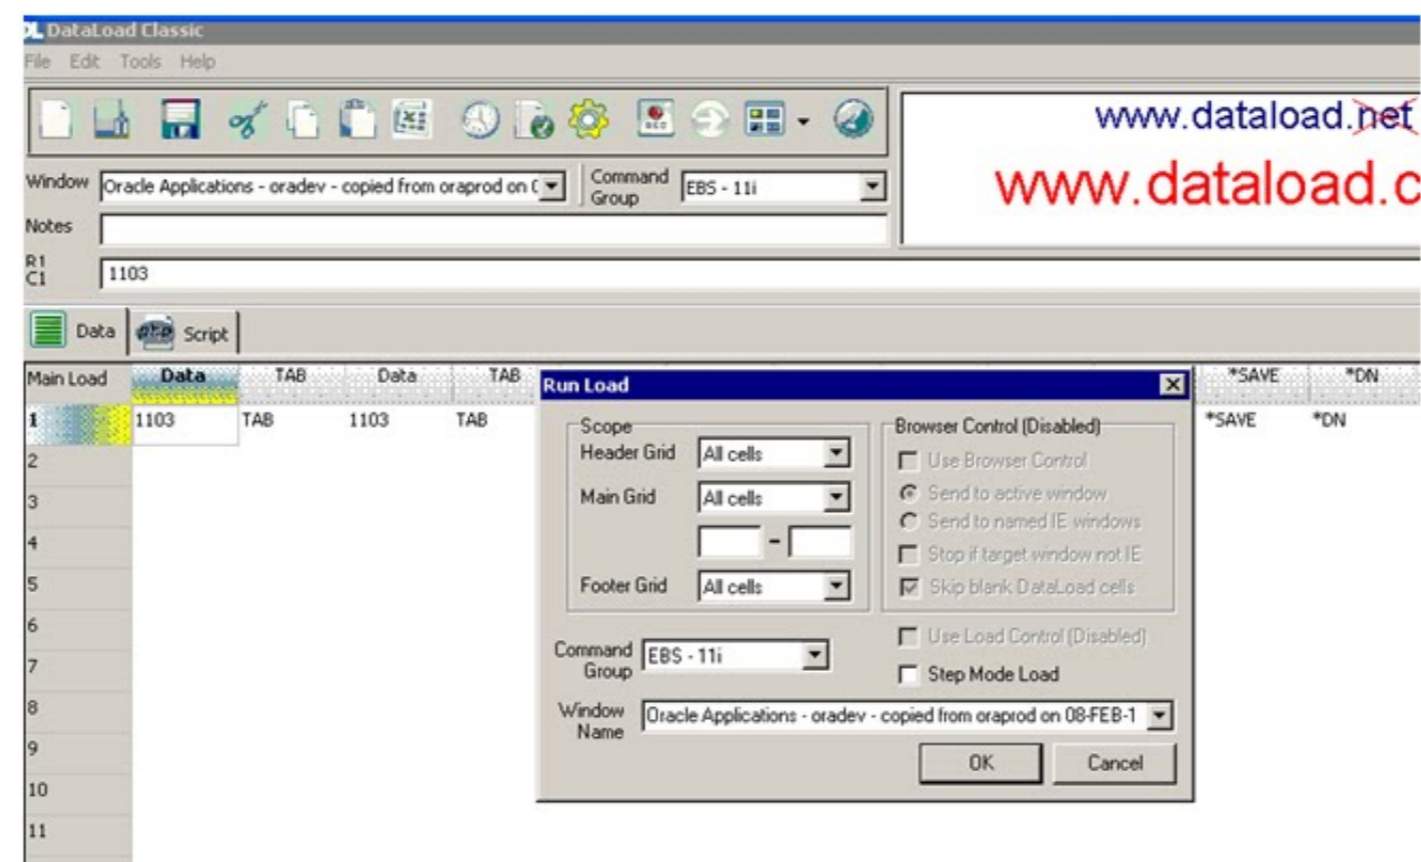 DataLoad Classic
File Edit Tools Help
www.dataload.net
www.dataload.c
Window Oracle Applications - oradev - copied from oraprod on 0 Command Group EBS - 11i
Notes
R1
C1 1103
Data Script
Main Load Data TAB Data TAB *SAVE *DN
1 1103 TAB 1103 TAB *SAVE *DN
2
3
4
5
6
7
8
9
10
11
Run Load
Scope
Header Grid All cells
Main Grid All cells
-
Footer Grid All cells
Browser Control (Disabled)
Use Browser Control
Send to active window
Send to named IE windows
Stop if target window not IE
Skip blank DataLoad cells
Use Load Control (Disabled)
Step Mode Load
Command Group EBS - 11i
Window Name Oracle Applications - oradev - copied from oraprod on 08-FEB-1
OK Cancel